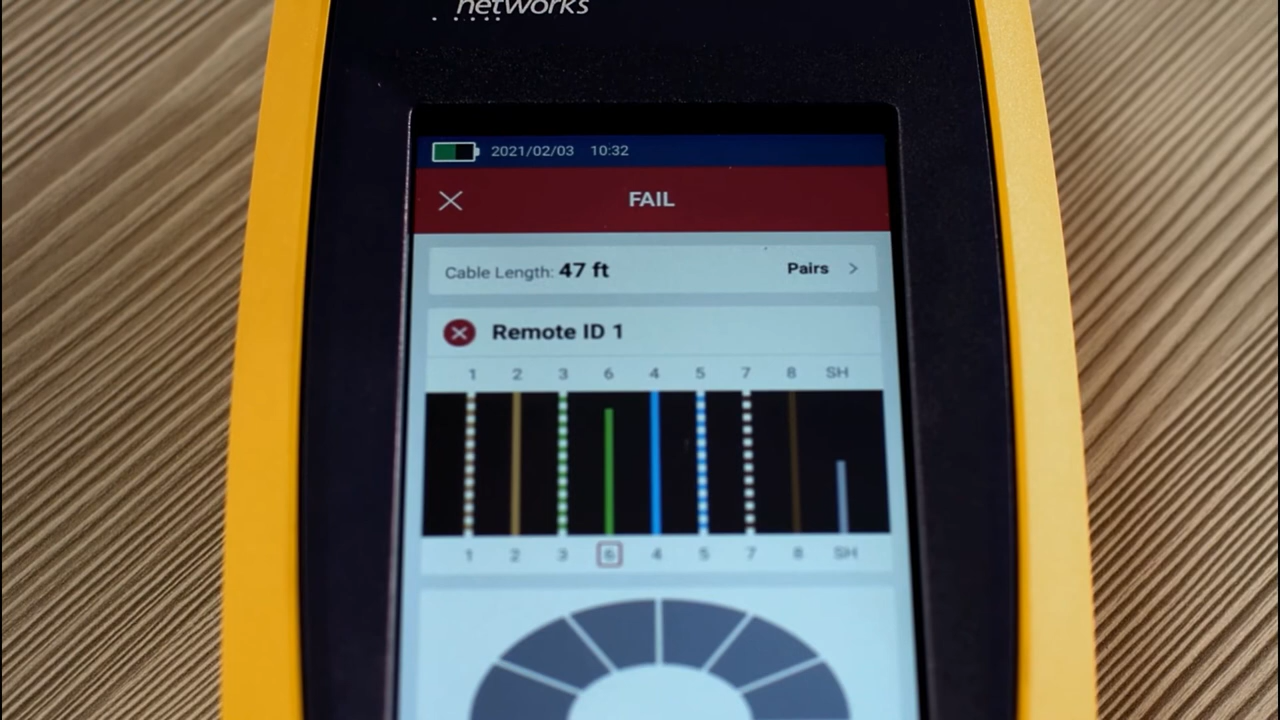 networks
2021/02/03 10:32
FAIL
Cable Length: 47 ft Pairs
Remote ID 1
1 2 3 6 4 5 7 8 SH
1 2 3 6 4 5 7 8 SH